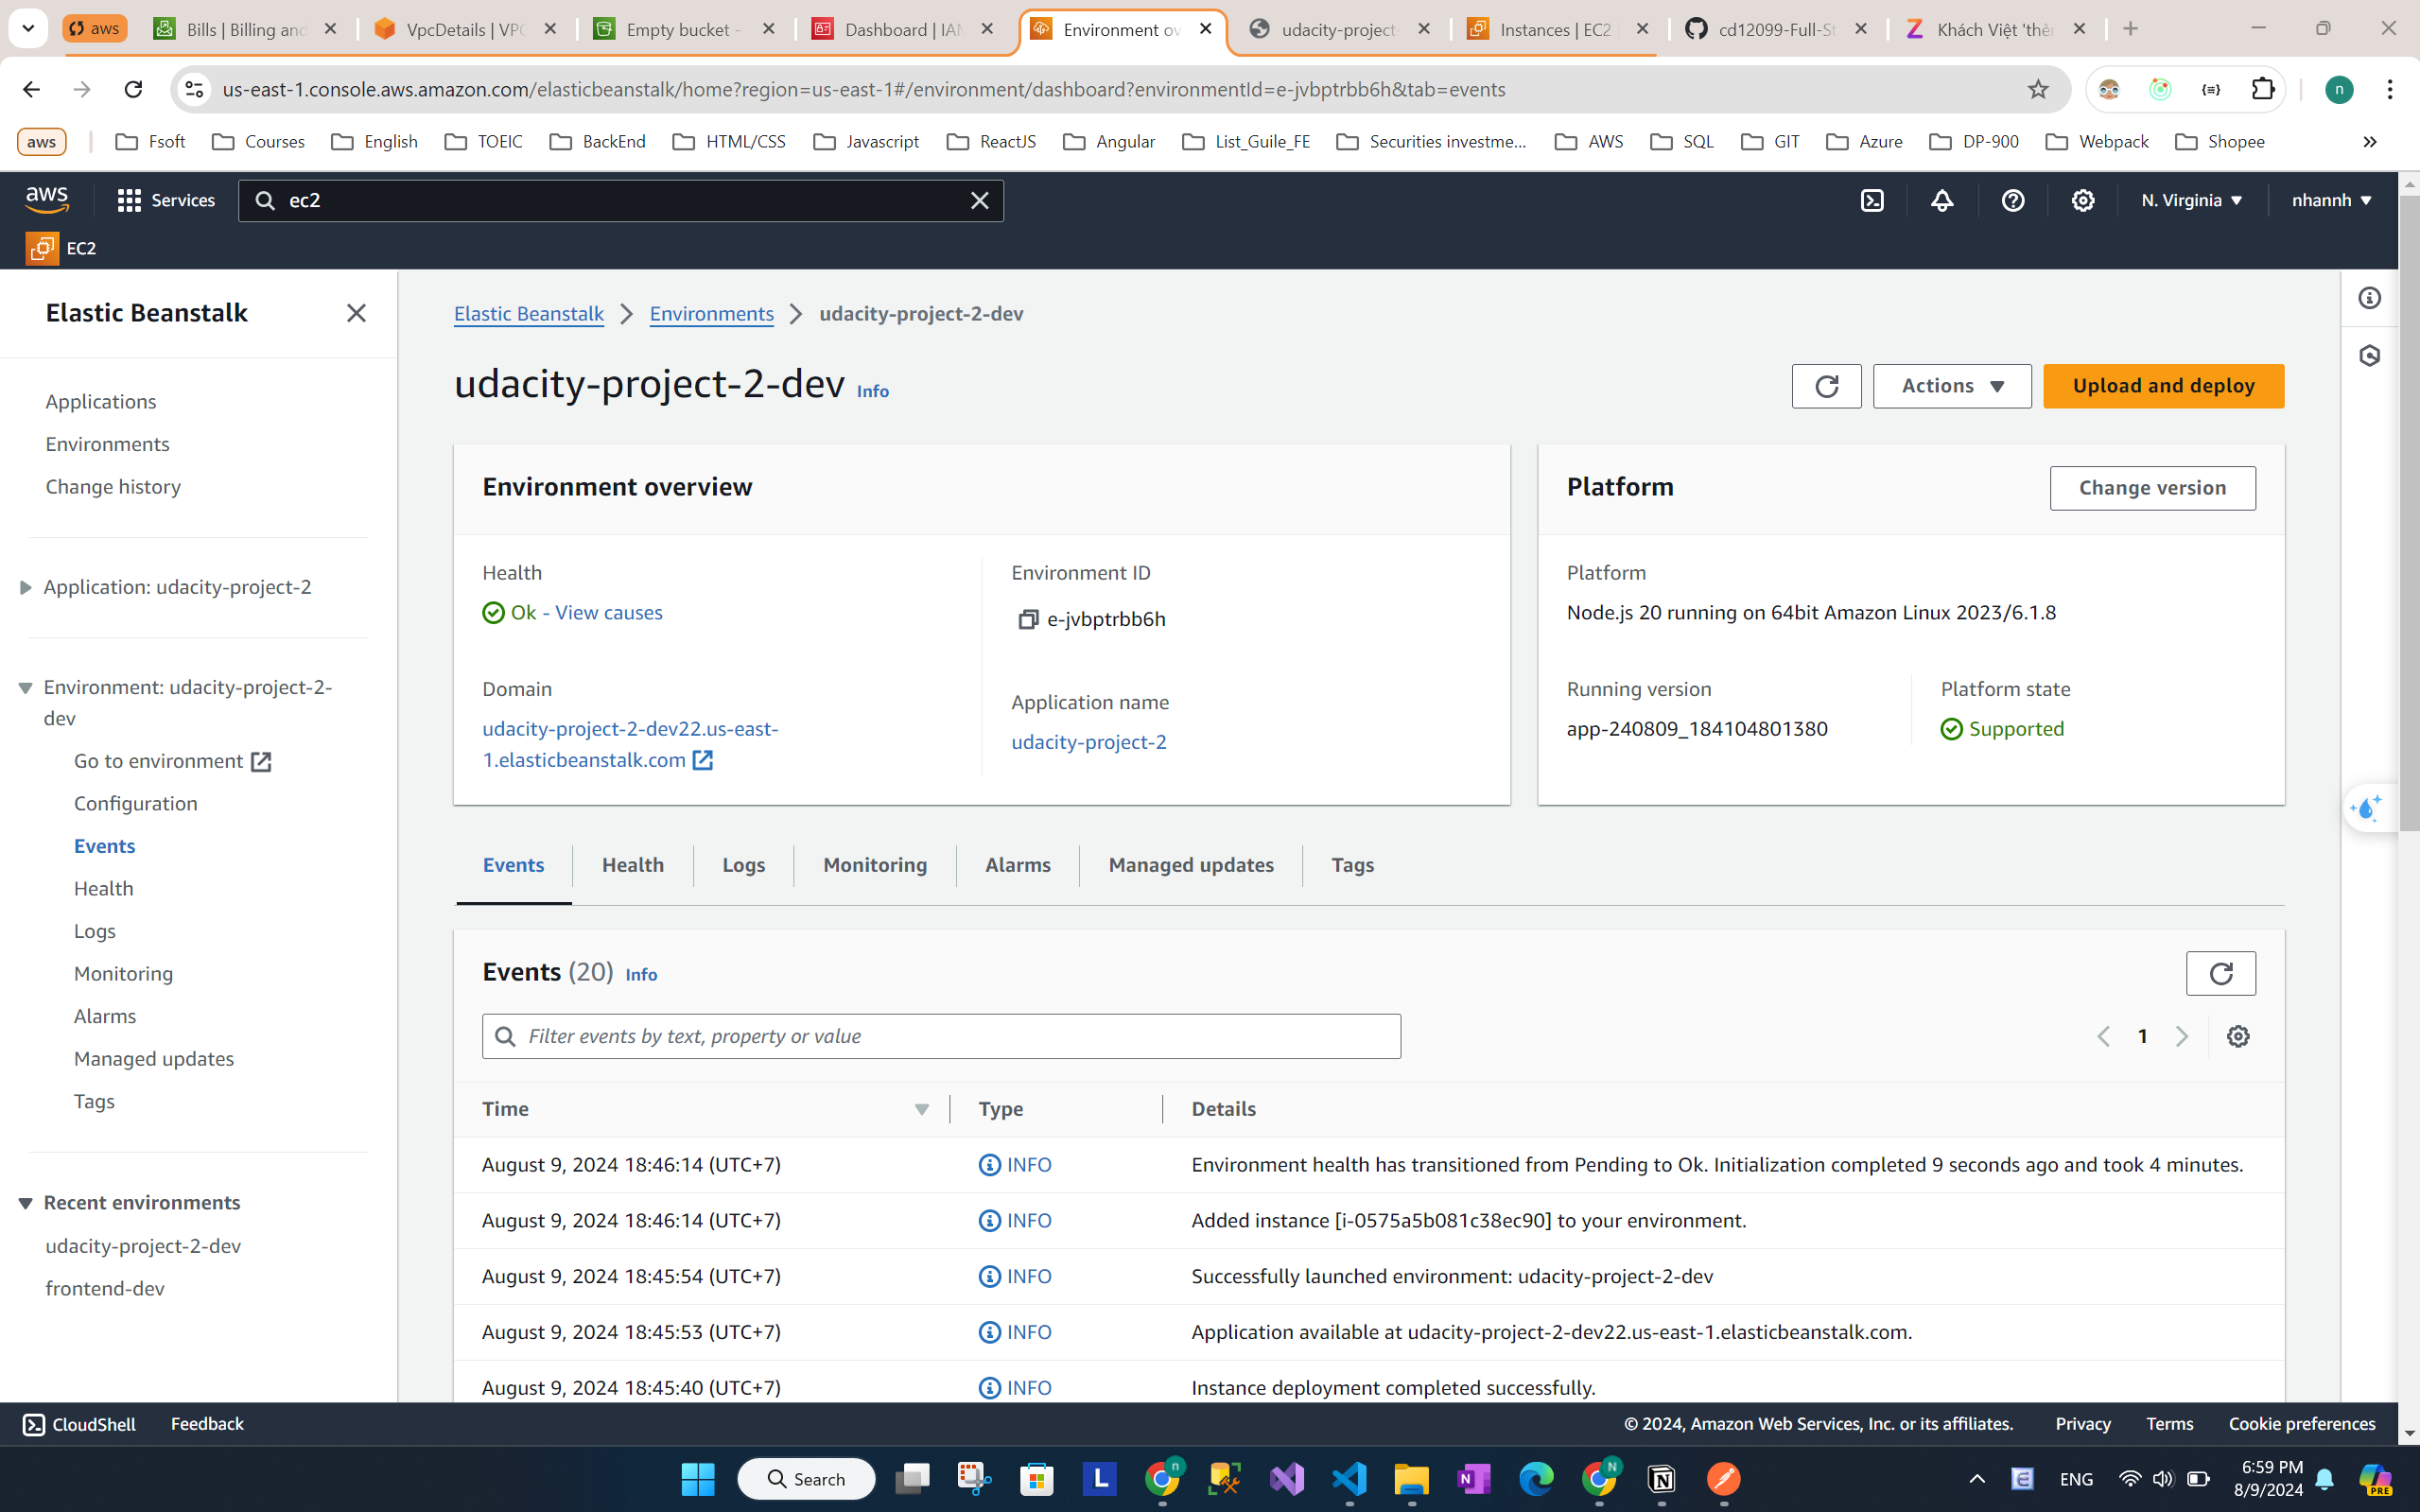 aws
Bills | Billing and
VpcDetails | VPC
Empty bucket -
Dashboard | IAM
Environment ov
udacity-project-
Instances | EC2
cd12099-Full-St
Khách Việt 'thèn
us-east-1.console.aws.amazon.com/elasticbeanstalk/home?region=us-east-1#/environment/dashboard?environmentId=e-jvbptrbb6h&tab=events
n
aws
Fsoft
Courses
English
TOEIC
BackEnd
HTML/CSS
Javascript
ReactJS
Angular
List_Guile_FE
Securities investme...
AWS
SQL
GIT
Azure
DP-900
Webpack
Shopee
aws
Services
ec2
N. Virginia
nhannh
EC2
Elastic Beanstalk
Applications
Environments
Change history
Application: udacity-project-2
Environment: udacity-project-2-
dev
Go to environment
Configuration
Events
Health
Logs
Monitoring
Alarms
Managed updates
Tags
Recent environments
udacity-project-2-dev
frontend-dev
Elastic Beanstalk
Environments
udacity-project-2-dev
udacity-project-2-dev Info
Actions
Upload and deploy
Environment overview
Health
Ok - View causes
Domain
udacity-project-2-dev22.us-east-
1.elasticbeanstalk.com
Environment ID
e-jvbptrbb6h
Application name
udacity-project-2
Platform
Change version
Platform
Node.js 20 running on 64bit Amazon Linux 2023/6.1.8
Running version
app-240809_184104801380
Platform state
Supported
Events
Health
Logs
Monitoring
Alarms
Managed updates
Tags
Events (20) Info
Filter events by text, property or value
1
Time
Type
Details
August 9, 2024 18:46:14 (UTC+7)
INFO
Environment health has transitioned from Pending to Ok. Initialization completed 9 seconds ago and took 4 minutes.
August 9, 2024 18:46:14 (UTC+7)
INFO
Added instance [i-0575a5b081c38ec90] to your environment.
August 9, 2024 18:45:54 (UTC+7)
INFO
Successfully launched environment: udacity-project-2-dev
August 9, 2024 18:45:53 (UTC+7)
INFO
Application available at udacity-project-2-dev22.us-east-1.elasticbeanstalk.com.
August 9, 2024 18:45:40 (UTC+7)
INFO
Instance deployment completed successfully.
CloudShell
Feedback
© 2024, Amazon Web Services, Inc. or its affiliates.
Privacy
Terms
Cookie preferences
Search
ENG
6:59 PM
8/9/2024
PRE